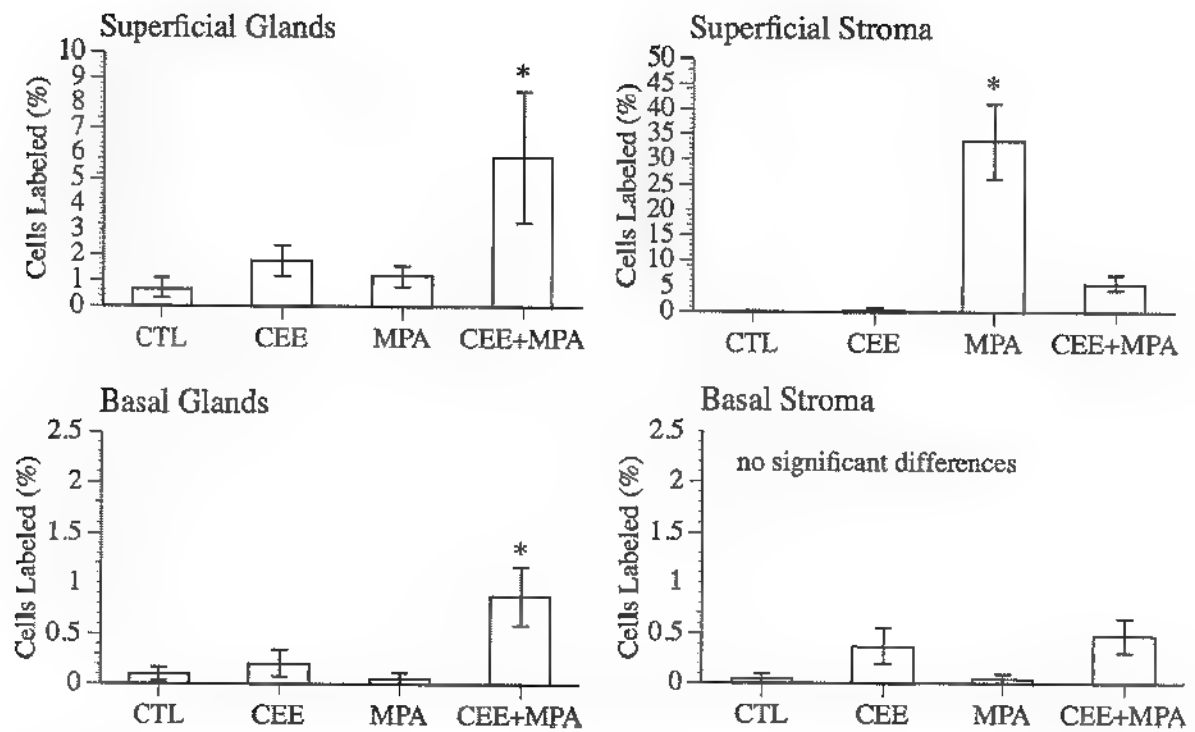 Superficial Glands
Cells Labeled (%)
10
9
8
7
6
5
4
3
2
1
0
*
CTL CEE MPA CEE+MPA
Superficial Stroma
Cells Labeled (%)
50
45
40
35
30
25
20
15
10
5
0
*
CTL CEE MPA CEE+MPA
Basal Glands
Cells Labeled (%)
2.5
2
1.5
1
0.5
0
*
CTL CEE MPA CEE+MPA
Basal Stroma
Cells Labeled (%)
2.5
2
1.5
1
0.5
0
no significant differences
CTL CEE MPA CEE+MPA